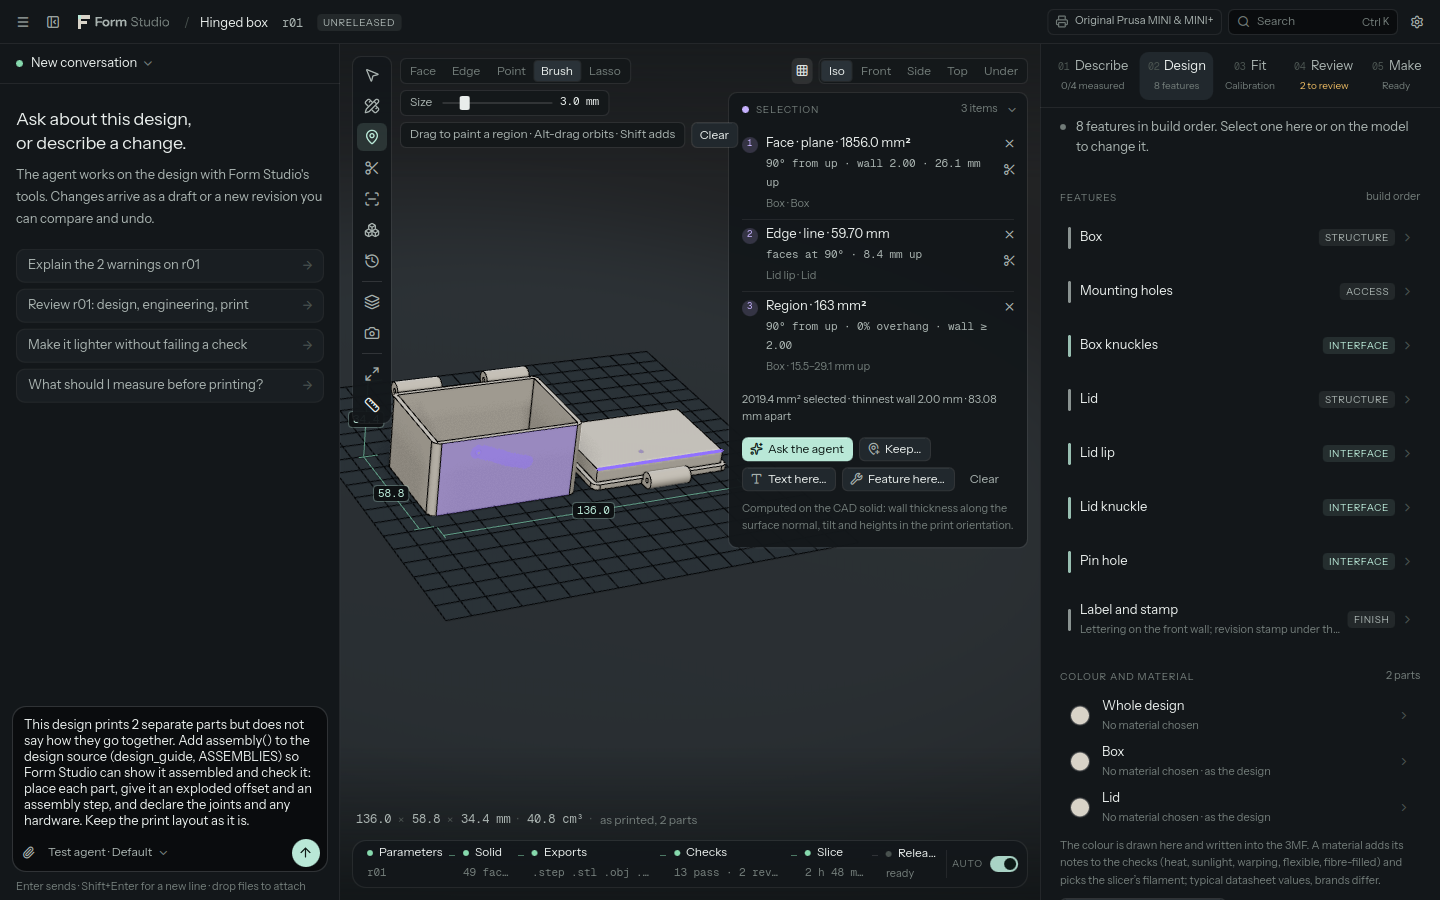 Form Studio / Hinged box r01 UNRELEASED
Original Prusa MINI & MINI+
Search Ctrl K
New conversation
Ask about this design,
or describe a change.
The agent works on the design with Form Studio's
tools. Changes arrive as a draft or a new revision you
can compare and undo.
Explain the 2 warnings on r01
Review r01: design, engineering, print
Make it lighter without failing a check
What should I measure before printing?
This design prints 2 separate parts but does not
say how they go together. Add assembly() to the
design source (design_guide, ASSEMBLIES) so
Form Studio can show it assembled and check it:
place each part, give it an exploded offset and an
assembly step, and declare the joints and any
hardware. Keep the print layout as it is.
Test agent · Default
Enter sends · Shift+Enter for a new line · drop files to attach
Face Edge Point Brush Lasso
Size 3.0 mm
Drag to paint a region · Alt-drag orbits · Shift adds
Clear
Iso Front Side Top Under
SELECTION 3 items
1 Face · plane · 1856.0 mm²
90° from up · wall 2.00 · 26.1 mm
up
Box · Box
2 Edge · line · 59.70 mm
faces at 90° · 8.4 mm up
Lid lip · Lid
3 Region · 163 mm²
90° from up · 0% overhang · wall ≥
2.00
Box · 15.5–29.1 mm up
2019.4 mm² selected · thinnest wall 2.00 mm · 83.08
mm apart
Ask the agent Keep…
Text here… Feature here… Clear
Computed on the CAD solid: wall thickness along the
surface normal, tilt and heights in the print orientation.
58.8
136.0
136.0 × 58.8 × 34.4 mm · 40.8 cm³ · as printed, 2 parts
Parameters Solid Exports Checks Slice Relea…
r01 49 fac… .step .stl .obj .… 13 pass · 2 rev… 2 h 48 m… ready
AUTO
01 Describe 02 Design 03 Fit 04 Review 05 Make
0/4 measured 8 features Calibration 2 to review Ready
8 features in build order. Select one here or on the model
to change it.
FEATURES build order
Box STRUCTURE
Mounting holes ACCESS
Box knuckles INTERFACE
Lid STRUCTURE
Lid lip INTERFACE
Lid knuckle INTERFACE
Pin hole INTERFACE
Label and stamp FINISH
Lettering on the front wall; revision stamp under th…
COLOUR AND MATERIAL 2 parts
Whole design
No material chosen
Box
No material chosen · as the design
Lid
No material chosen · as the design
The colour is drawn here and written into the 3MF. A material adds its
notes to the checks (heat, sunlight, warping, flexible, fibre-filled) and
picks the slicer's filament; typical datasheet values, brands differ.